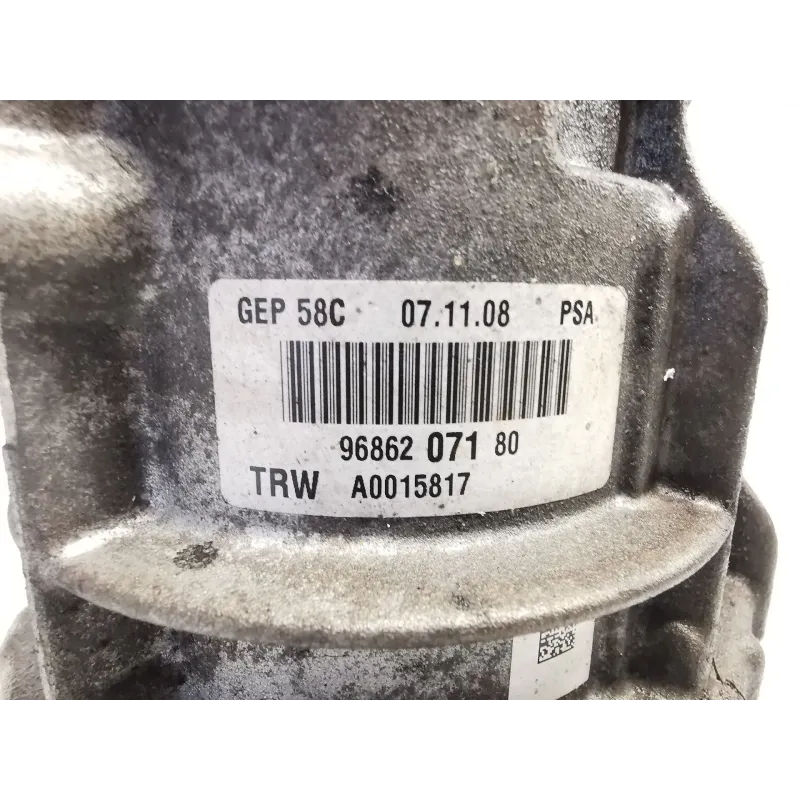 GEP 58C 07.11.08 PSA
96862 071 80
TRW A0015817